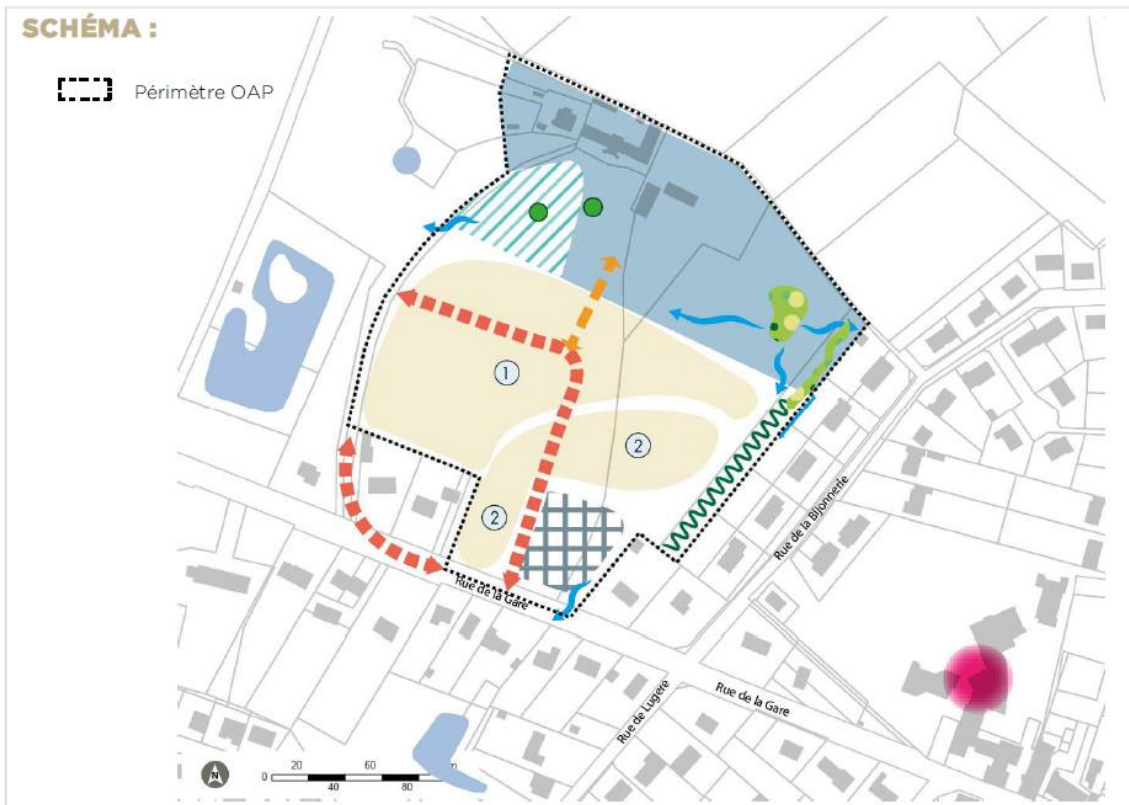 SCHÉMA :
Périmètre OAP
1
2
2
Rue de la Bijonnerie
Rue de la Gare
Rue de la Gare
Rue de Lugère
N
0 20 40 60 80 m